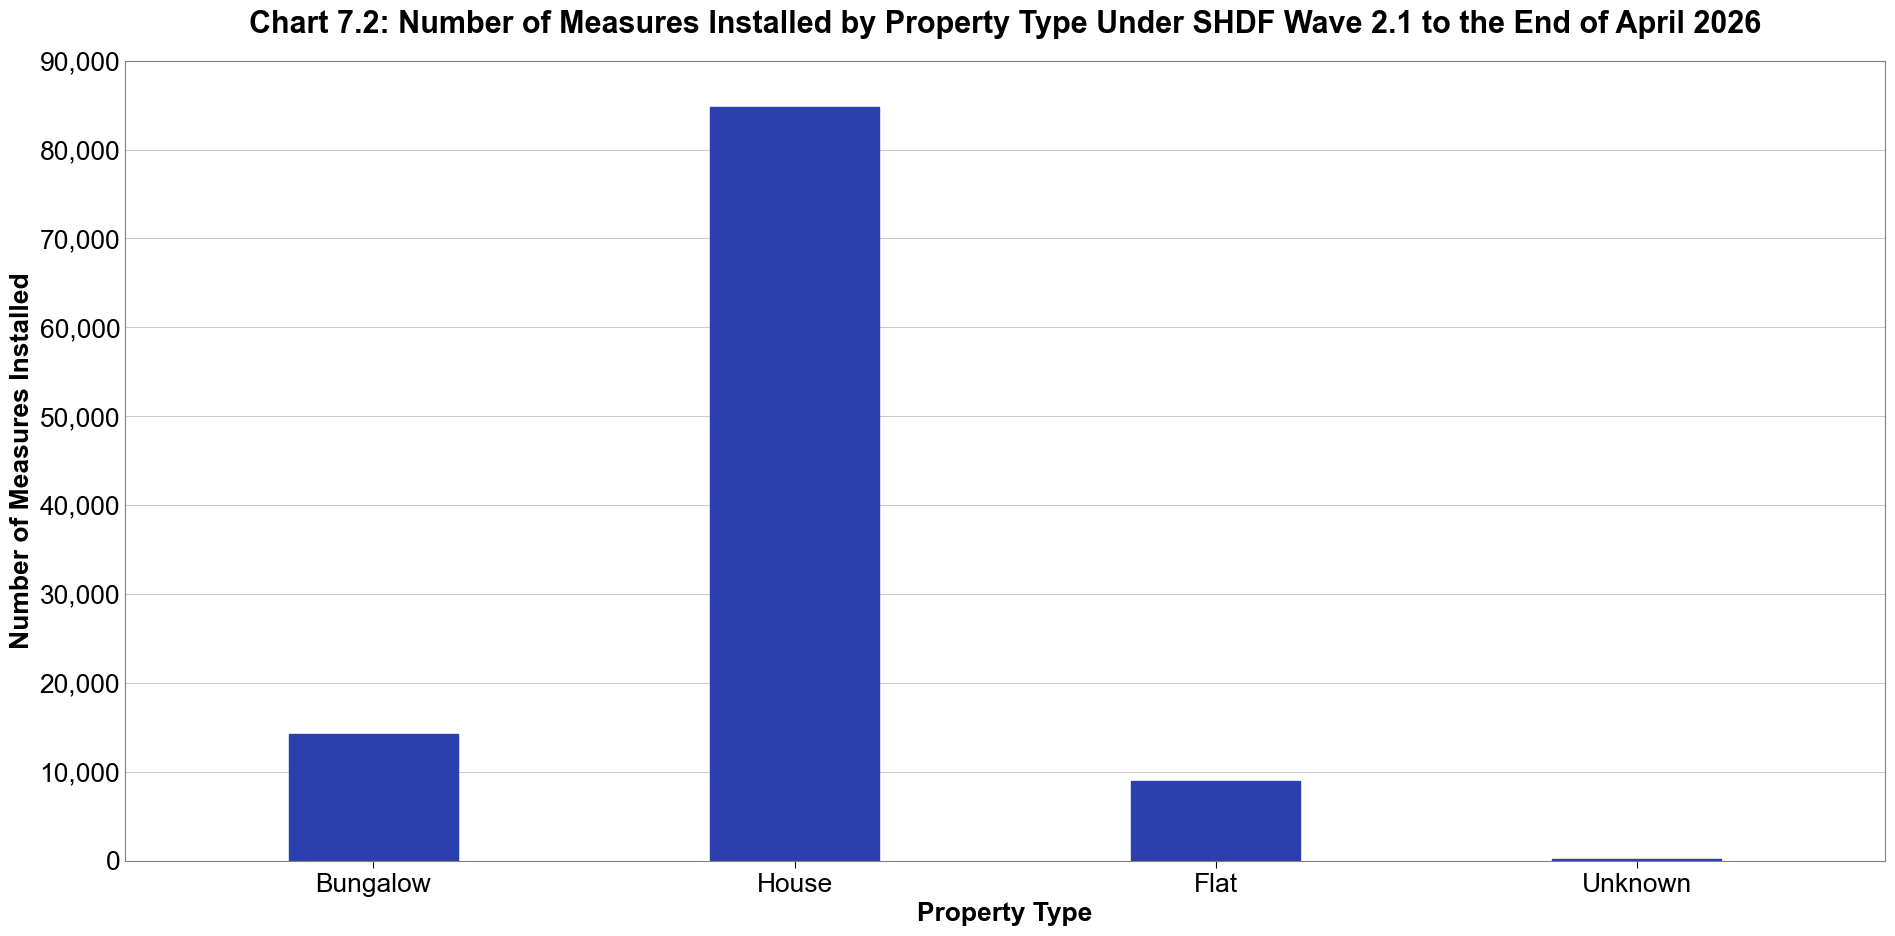 Chart 7.2: Number of Measures Installed by Property Type Under SHDF Wave 2.1 to the End of April 2026
Number of Measures Installed
90,000
80,000
70,000
60,000
50,000
40,000
30,000
20,000
10,000
0
Bungalow House Flat Unknown
Property Type